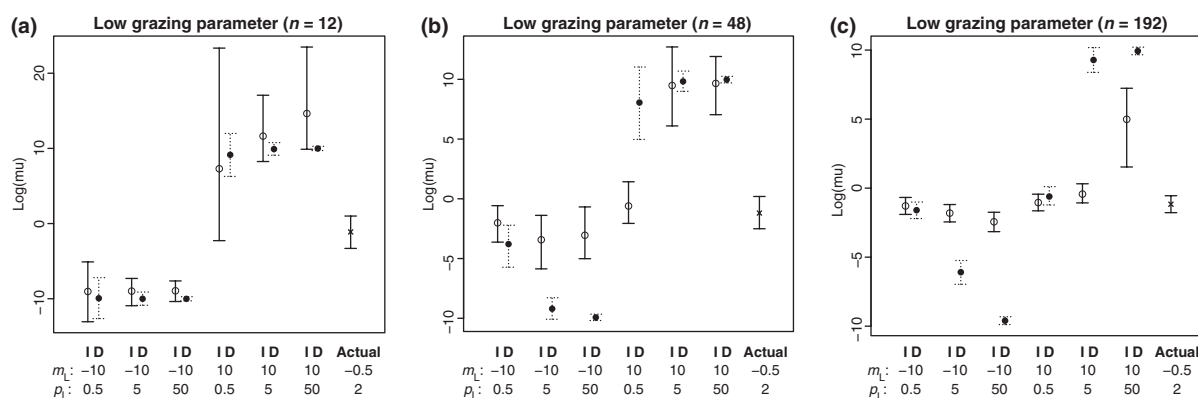 (a) Low grazing parameter (n = 12)
(b) Low grazing parameter (n = 48)
(c) Low grazing parameter (n = 192)
Log(mu)
20
10
0
−10
Log(mu)
10
5
0
−5
−10
Log(mu)
10
5
0
−5
−10
I D I D I D I D I D I D Actual
mL: −10 −10 −10 10 10 10 −0.5
pL: 0.5 5 50 0.5 5 50 2
I D I D I D I D I D I D Actual
−10 −10 −10 10 10 10 −0.5
0.5 5 50 0.5 5 50 2
I D I D I D I D I D I D Actual
mL: −10 −10 −10 10 10 10 −0.5
pL: 0.5 5 50 0.5 5 50 2